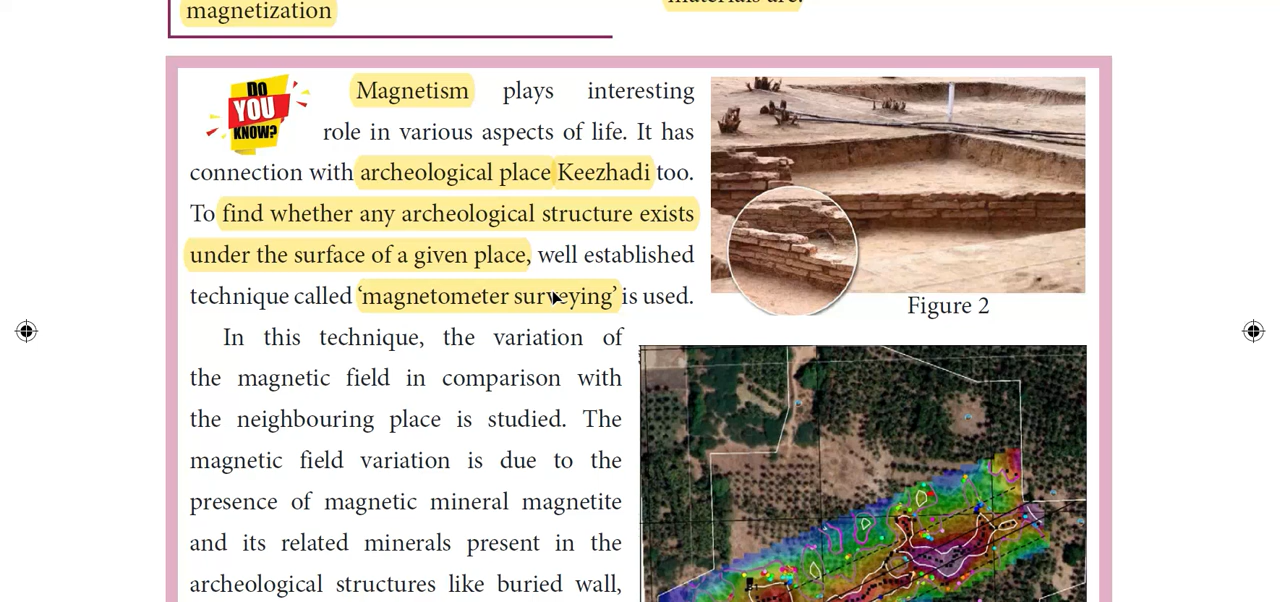 magnetization
materials are.
DO
YOU
KNOW?
Magnetism plays interesting
role in various aspects of life. It has
connection with archeological place Keezhadi too.
To find whether any archeological structure exists
under the surface of a given place, well established
technique called ‘magnetometer surveying’ is used.
Figure 2
In this technique, the variation of
the magnetic field in comparison with
the neighbouring place is studied. The
magnetic field variation is due to the
presence of magnetic mineral magnetite
and its related minerals present in the
archeological structures like buried wall,